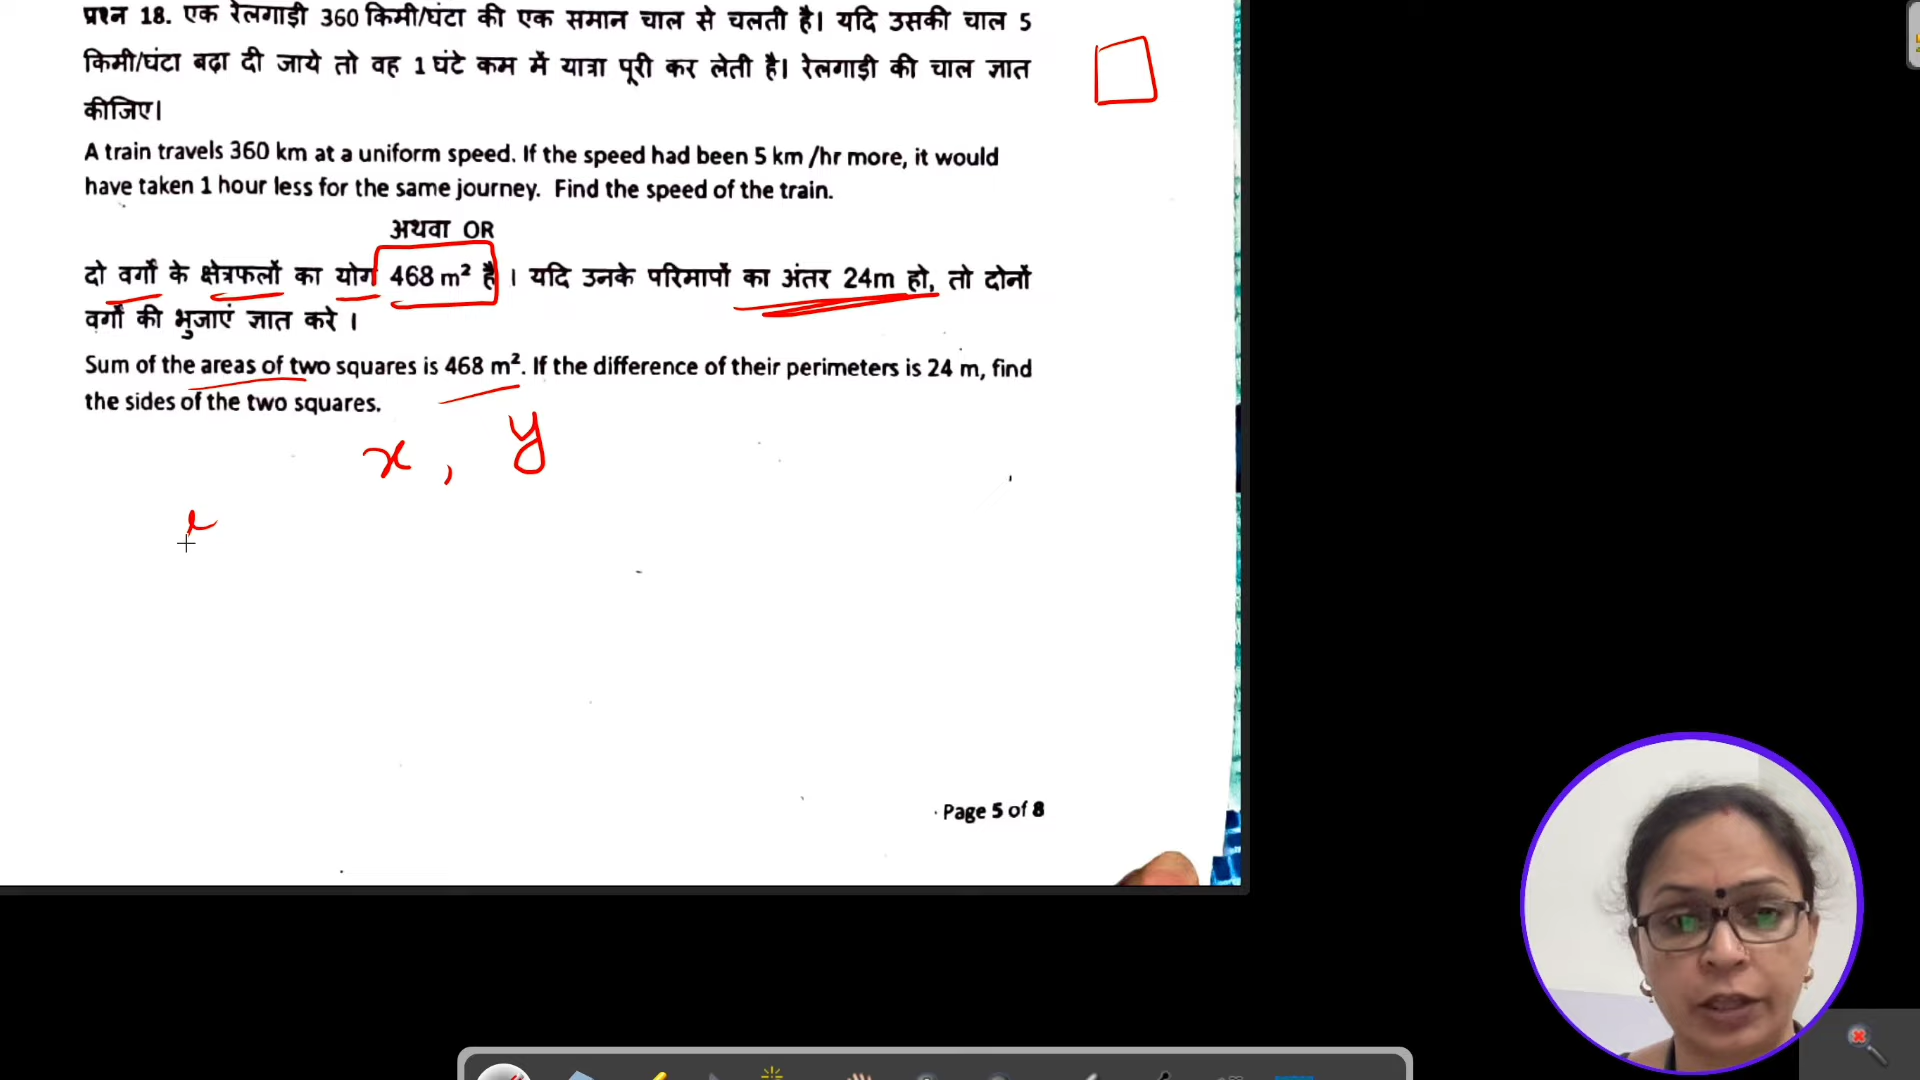 प्रश्न 18. एक रेलगाड़ी 360 किमी/घंटा की एक समान चाल से चलती है। यदि उसकी चाल 5
किमी/घंटा बढ़ा दी जाये तो वह 1 घंटे कम में यात्रा पूरी कर लेती है। रेलगाड़ी की चाल ज्ञात
कीजिए।
A train travels 360 km at a uniform speed. If the speed had been 5 km /hr more, it would
have taken 1 hour less for the same journey. Find the speed of the train.
अथवा OR
दो वर्गों के क्षेत्रफलों का योग 468 m² है । यदि उनके परिमापों का अंतर 24m हो, तो दोनों
वर्गों की भुजाएं ज्ञात करे ।
Sum of the areas of two squares is 468 m². If the difference of their perimeters is 24 m, find
the sides of the two squares.
x , y
Page 5 of 8